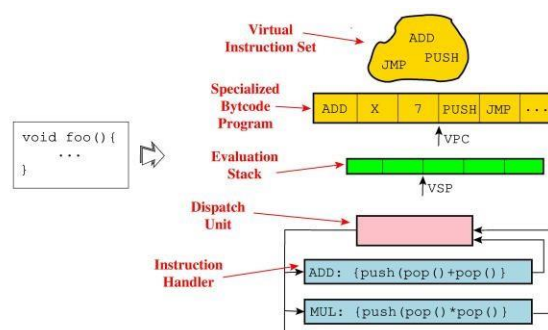 Virtual
Instruction Set
ADD
PUSH
JMP
Specialized
Bytcode
Program
ADD X 7 PUSH JMP ...
VPC
void foo(){
...
}
Evaluation
Stack
VSP
Dispatch
Unit
Instruction
Handler
ADD: {push(pop()+pop()}
MUL: {push(pop()*pop()}